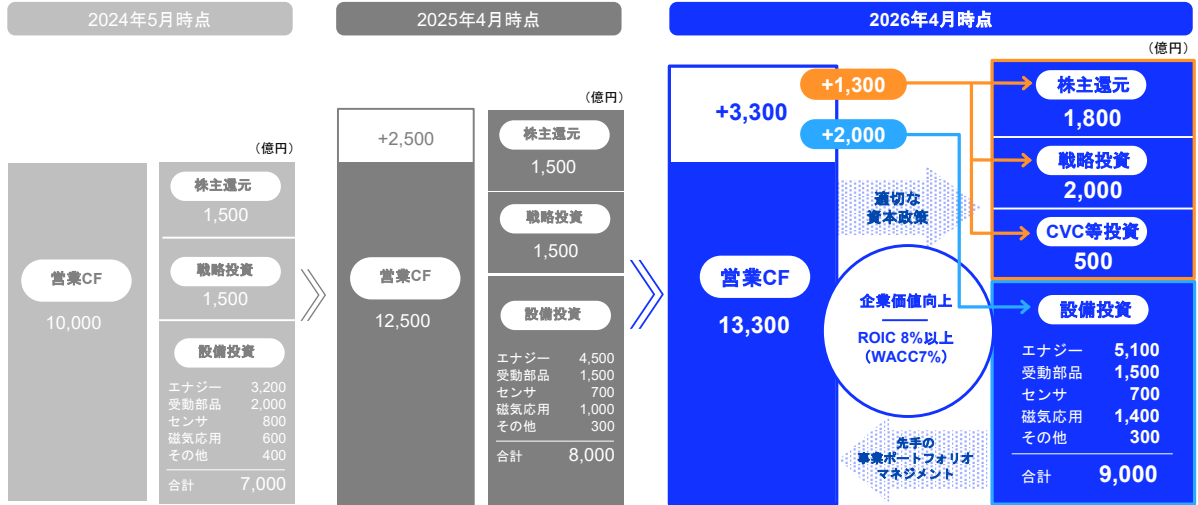 2024年5月時点
(億円)
営業CF
10,000
株主還元
1,500
戦略投資
1,500
設備投資
エナジー 3,200
受動部品 2,000
センサ 800
磁気応用 600
その他 400
合計 7,000
2025年4月時点
(億円)
+2,500
営業CF
12,500
株主還元
1,500
戦略投資
1,500
設備投資
エナジー 4,500
受動部品 1,500
センサ 700
磁気応用 1,000
その他 300
合計 8,000
2026年4月時点
(億円)
+3,300
営業CF
13,300
+1,300
+2,000
適切な
資本政策
企業価値向上
ROIC 8%以上
(WACC7%)
先手の
事業ポートフォリオ
マネジメント
株主還元
1,800
戦略投資
2,000
CVC等投資
500
設備投資
エナジー 5,100
受動部品 1,500
センサ 700
磁気応用 1,400
その他 300
合計 9,000